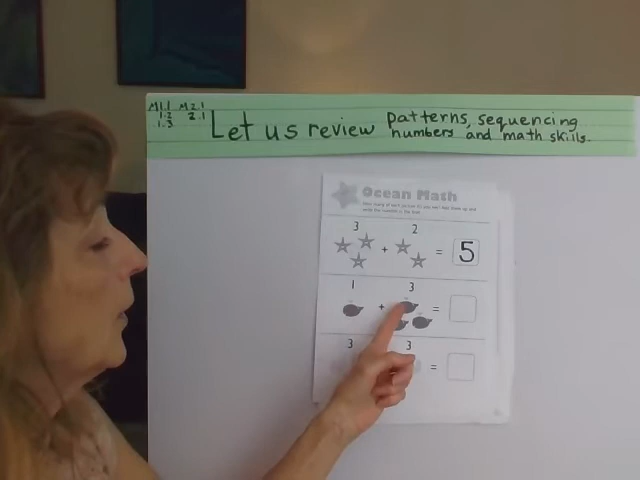 M1.1 M2.1
1.2 2.1
1.3
Let us review patterns, sequencing
numbers and math skills.
Ocean Math
3 2
+ = 5
1 3
+ =
3 3
=